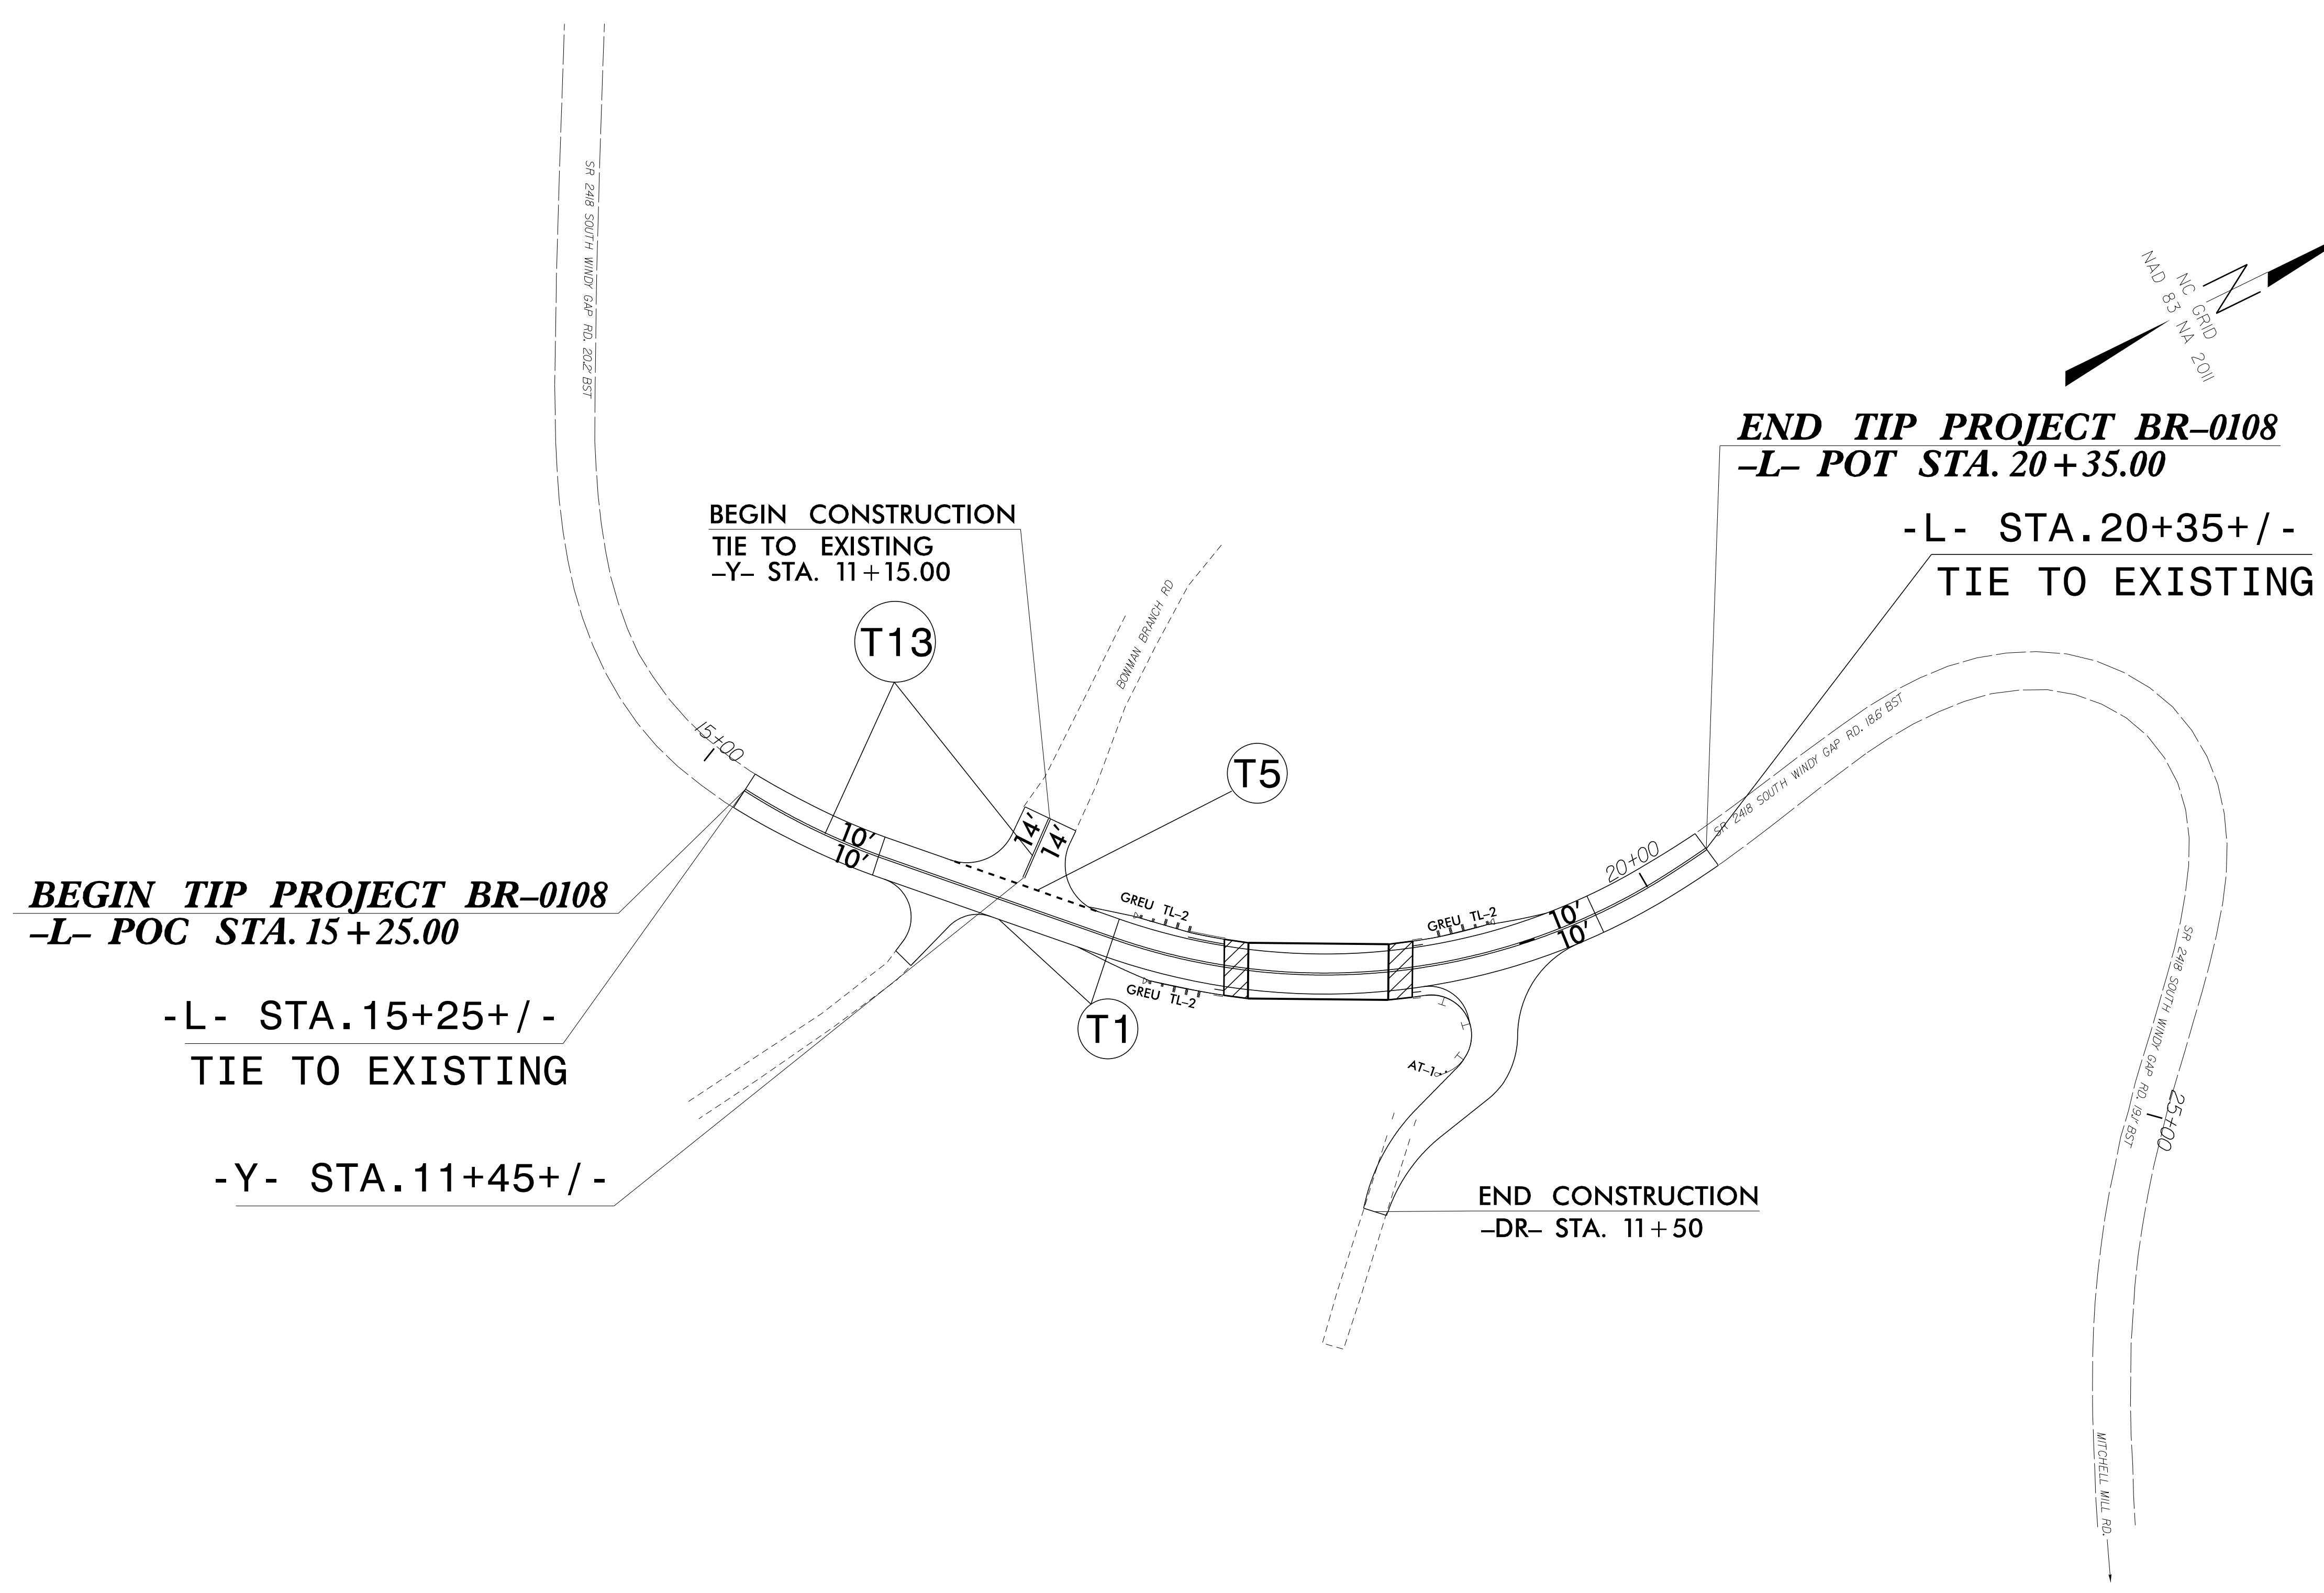 SR 2418 SOUTH WINDY GAP RD. 20.2' BST
NC GRID
NAD 83 NA 2011
END TIP PROJECT BR-0108
-L- POT STA. 20+35.00
-L- STA.20+35+/-
TIE TO EXISTING
BEGIN CONSTRUCTION
TIE TO EXISTING
-Y- STA. 11+15.00
T13
BOWMAN BRANCH RD
15+00
T5
SR 2418 SOUTH WINDY GAP RD. 18.6' BST
10'
10'
14'
14'
20+00
BEGIN TIP PROJECT BR-0108
-L- POC STA. 15+25.00
GREU TL-2
GREU TL-2
10'
10'
GREU TL-2
-L- STA.15+25+/-
TIE TO EXISTING
T1
AT-1
SR 2418 SOUTH WINDY GAP RD. 19.1' BST
25+00
-Y- STA.11+45+/-
END CONSTRUCTION
-DR- STA. 11+50
MITCHELL MILL RD.